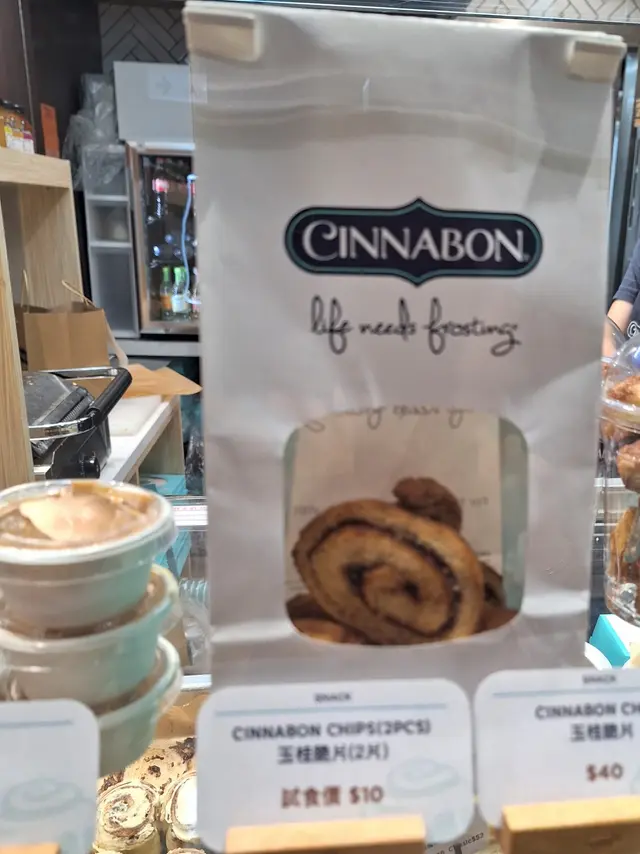 CINNABON
life needs frosting
SNACK
CINNABON CHIPS(2PCS)
玉桂脆片(2片)
試食價 $10
SNACK
CINNABON CH
玉桂脆片
$40